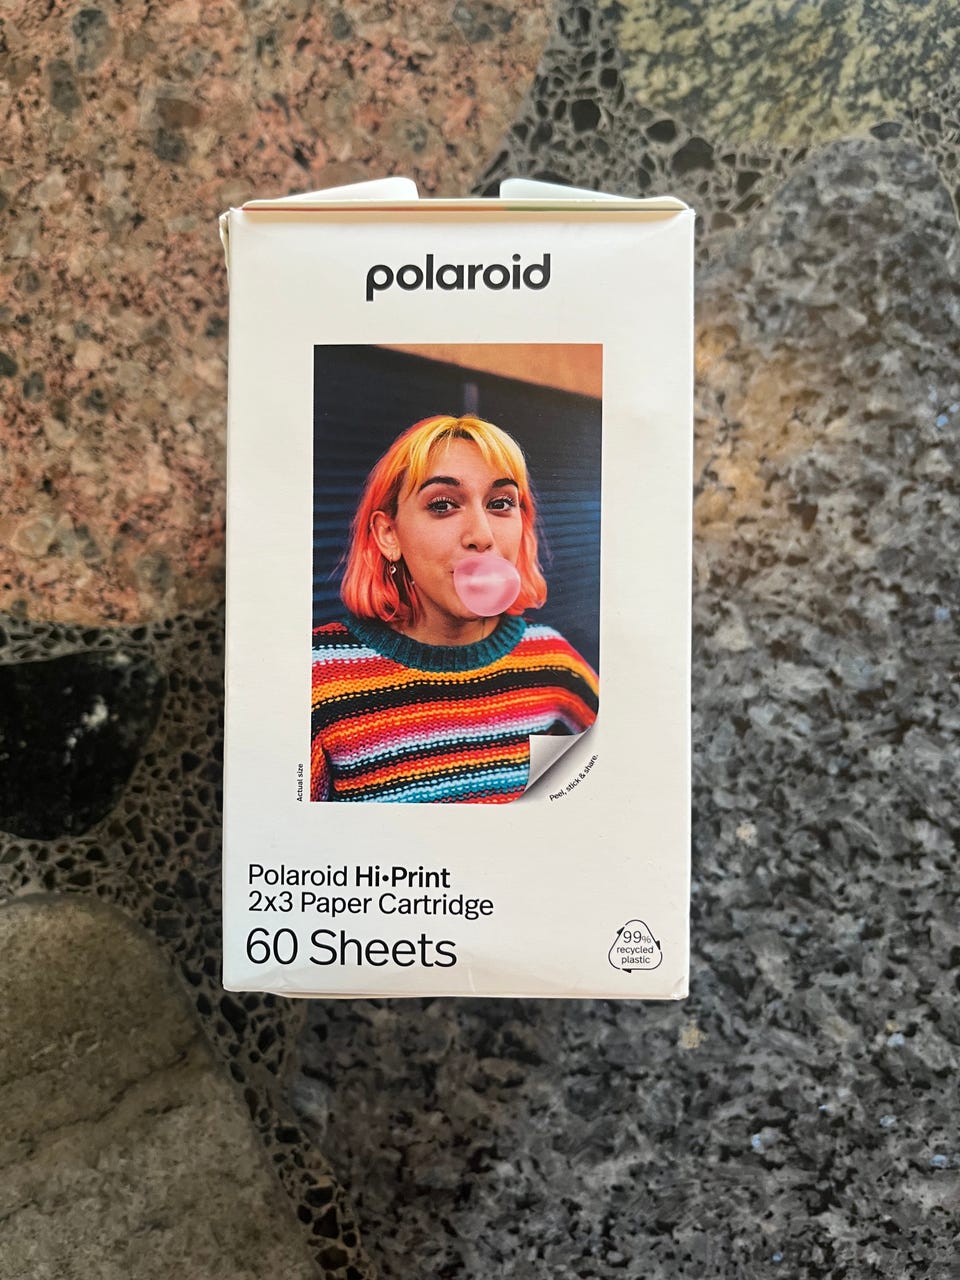 polaroid
Actual size
Peel, stick & share.
Polaroid Hi•Print
2x3 Paper Cartridge
60 Sheets
99%
recycled
plastic